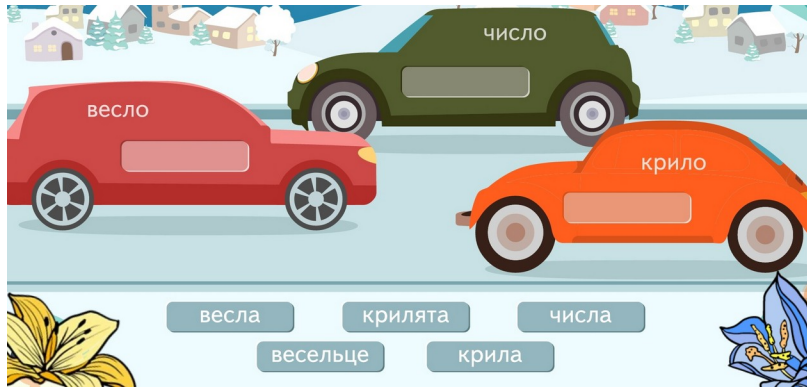 число
весло
крило
весла крилята числа
весельце крила